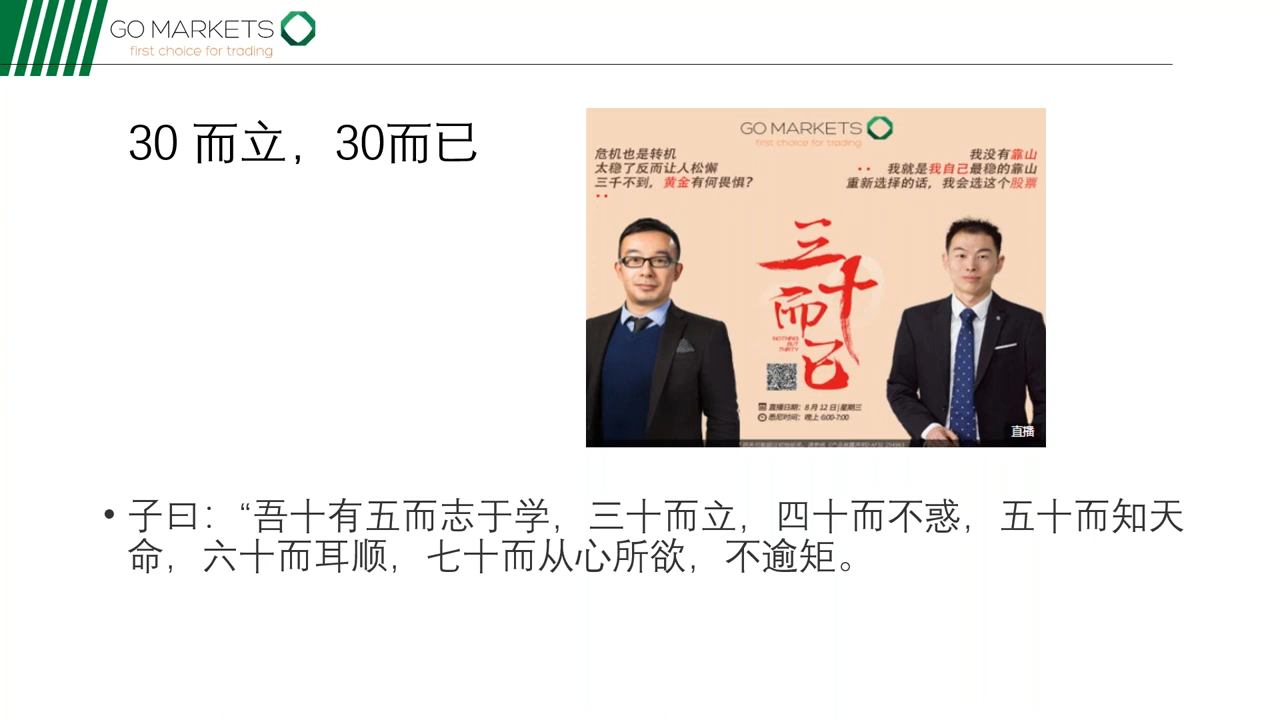 GO MARKETS
first choice for trading
30 而立，30而已
GO MARKETS
first choice for trading
危机也是转机
太稳了反而让人松懈
三千不到，黄金有何畏惧？
我没有靠山
我就是我自己最稳的靠山
重新选择的话，我会选这个股票
三十而已
NOTHING
BUT
THIRTY
直播日期：8月12日|星期三
悉尼时间：晚上 6:00-7:00
直播
• 子曰：“吾十有五而志于学，三十而立，四十而不惑，五十而知天
命，六十而耳顺，七十而从心所欲，不逾矩。